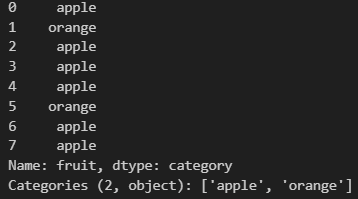 0     apple
1    orange
2     apple
3     apple
4     apple
5    orange
6     apple
7     apple
Name: fruit, dtype: category
Categories (2, object): ['apple', 'orange']